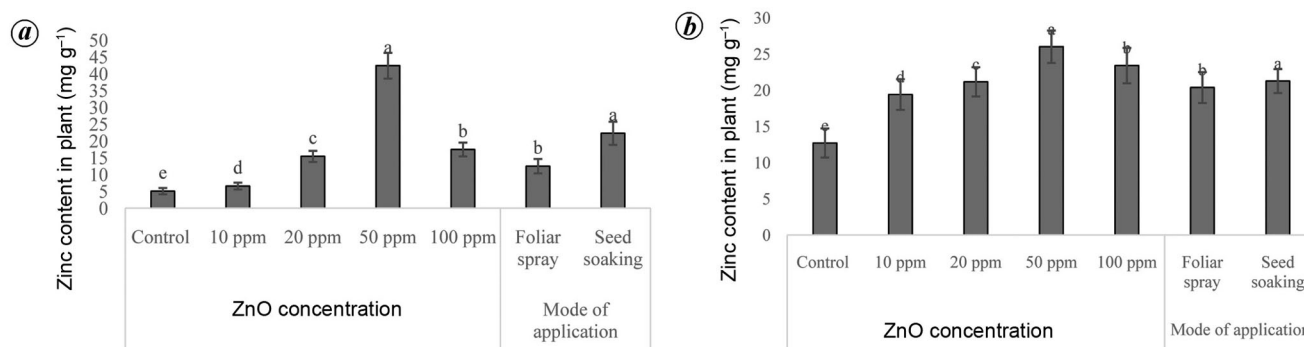 a
Zinc content in plant (mg g⁻¹)
50
45
40
35
30
25
20
15
10
5
0
e
d
c
a
b
b
a
Control
10 ppm
20 ppm
50 ppm
100 ppm
Foliar
spray
Seed
soaking
ZnO concentration
Mode of
application
b
Zinc content in plant (mg g⁻¹)
30
25
20
15
10
5
0
e
d
c
a
b
b
a
Control
10 ppm
20 ppm
50 ppm
100 ppm
Foliar
spray
Seed
soaking
ZnO concentration
Mode of application